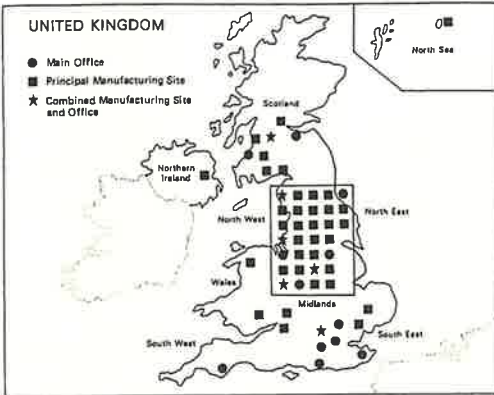 UNITED KINGDOM
Main Office
Principal Manufacturing Site
Combined Manufacturing Site
and Office
North Sea
Scotland
Northern
Ireland
North West
North East
Wales
Midlands
South West
South East